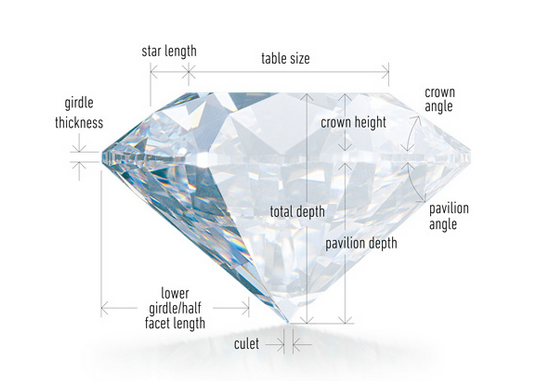 star length
table size
girdle
thickness
crown
angle
crown height
total depth
pavilion
angle
pavilion depth
lower
girdle/half
facet length
culet